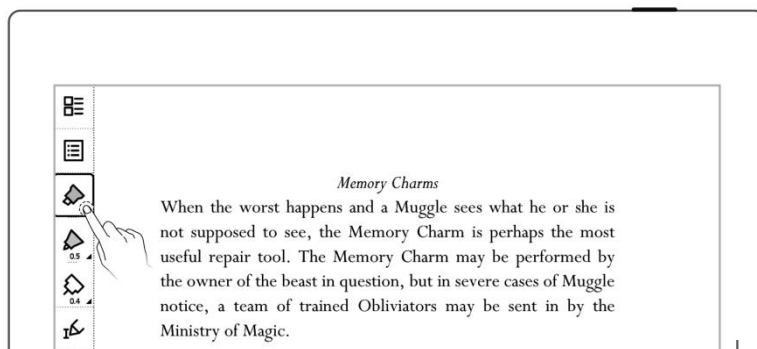 Memory Charms
When the worst happens and a Muggle sees what he or she is
not supposed to see, the Memory Charm is perhaps the most
useful repair tool. The Memory Charm may be performed by
the owner of the beast in question, but in severe cases of Muggle
notice, a team of trained Obliviators may be sent in by the
Ministry of Magic.
0.5
0.4